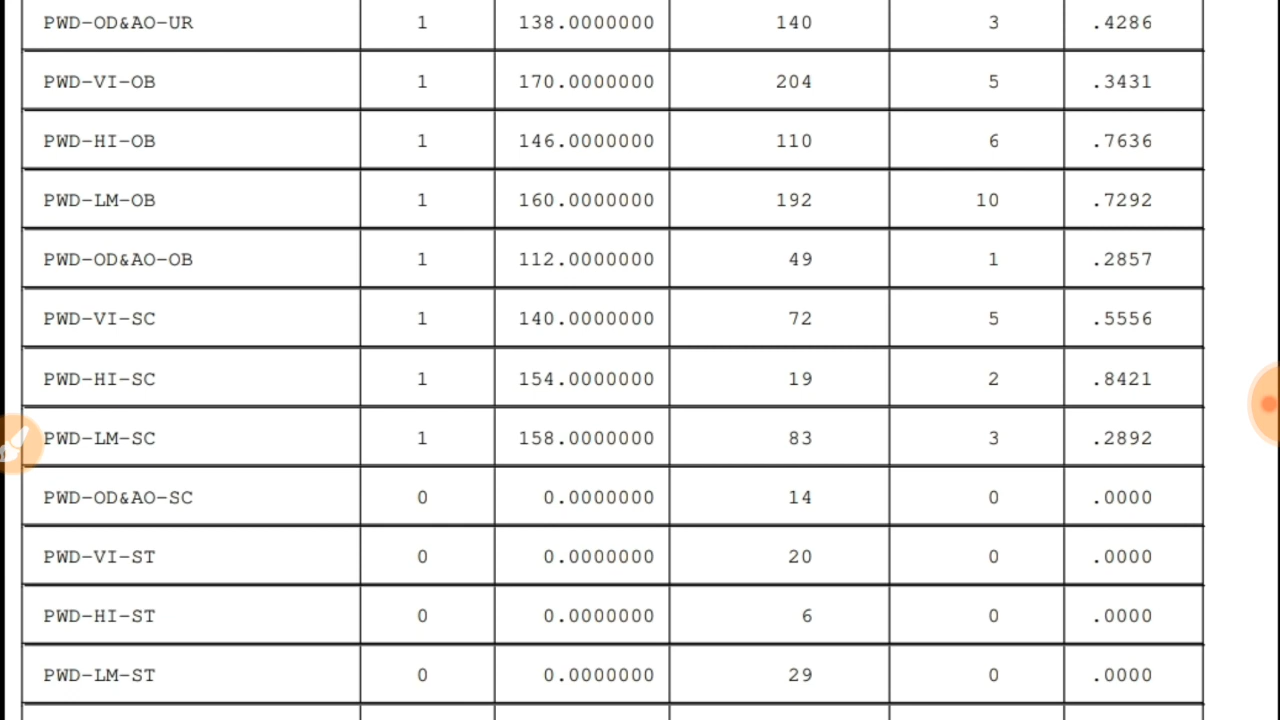 PWD-OD&AO-UR 1 138.0000000 140 3 .4286
PWD-VI-OB 1 170.0000000 204 5 .3431
PWD-HI-OB 1 146.0000000 110 6 .7636
PWD-LM-OB 1 160.0000000 192 10 .7292
PWD-OD&AO-OB 1 112.0000000 49 1 .2857
PWD-VI-SC 1 140.0000000 72 5 .5556
PWD-HI-SC 1 154.0000000 19 2 .8421
PWD-LM-SC 1 158.0000000 83 3 .2892
PWD-OD&AO-SC 0 0.0000000 14 0 .0000
PWD-VI-ST 0 0.0000000 20 0 .0000
PWD-HI-ST 0 0.0000000 6 0 .0000
PWD-LM-ST 0 0.0000000 29 0 .0000